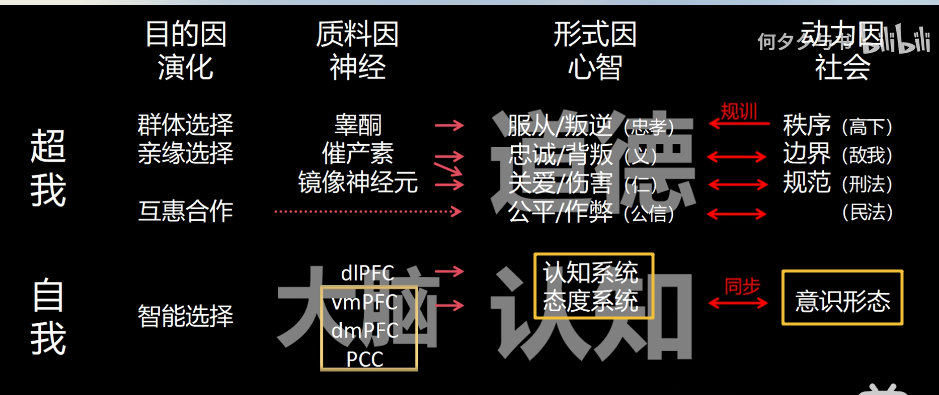 目的因 质料因 形式因 动力因
演化 神经 心智 社会
何夕夕与书 bilibili
超我
群体选择 睾酮 服从/叛逆（忠孝） 规训 秩序（高下）
亲缘选择 催产素 忠诚/背叛（义） 边界（敌我）
镜像神经元 关爱/伤害（仁） 规范（刑法）
互惠合作 公平/作弊（公信） （民法）
道德
自我
智能选择
大脑
dlPFC
vmPFC
dmPFC
PCC
认知
认知系统
态度系统
同步
意识形态